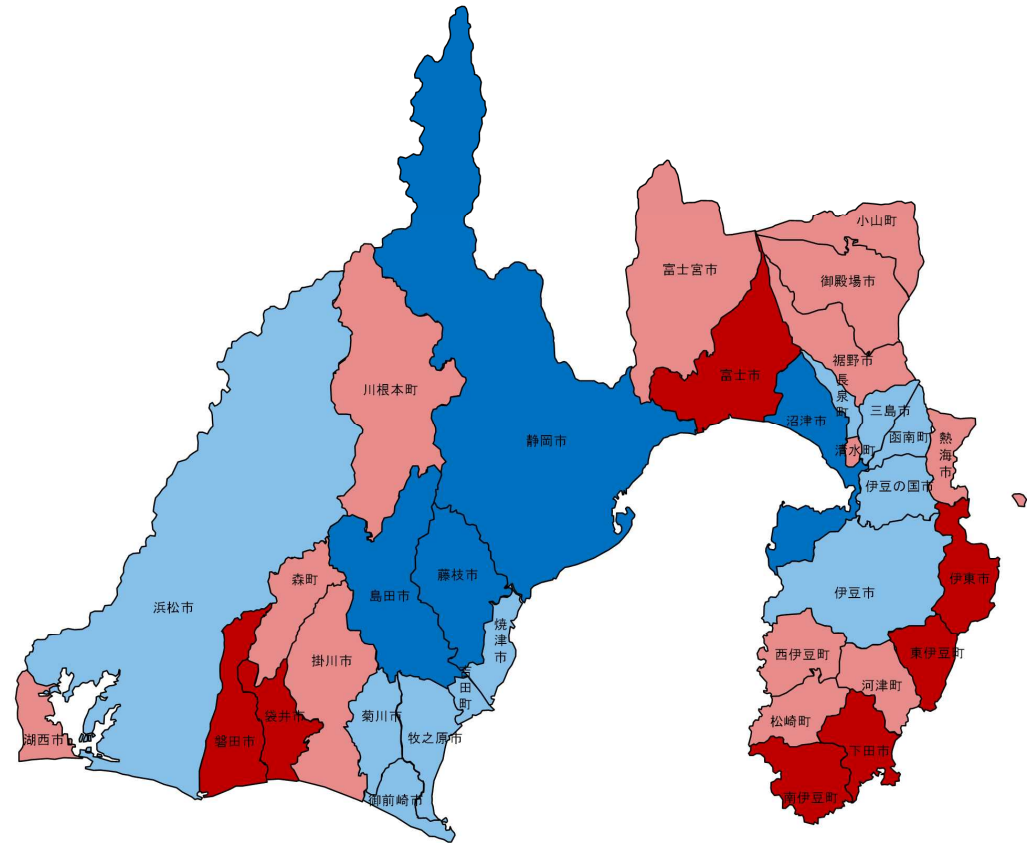 小山町
富士宮市
御殿場市
裾野市
富士市
長泉町
川根本町
沼津市
三島市
静岡市
函南町
熱海市
清水町
伊豆の国市
藤枝市
森町
伊東市
島田市
伊豆市
浜松市
焼津市
掛川市
西伊豆町
東伊豆町
吉田町
河津町
袋井市
菊川市
松崎町
湖西市
磐田市
牧之原市
下田市
御前崎市
南伊豆町